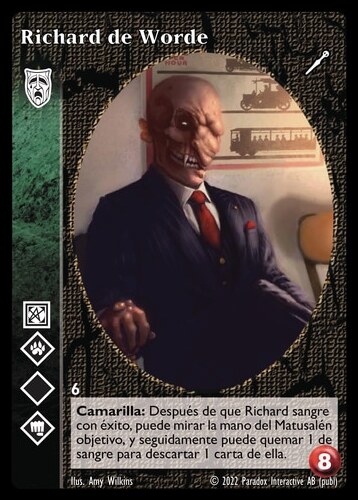 Richard de Worde
HOUR
6
Camarilla: Después de que Richard sangre
con éxito, puede mirar la mano del Matusalén
objetivo, y seguidamente puede quemar 1 de
sangre para descartar 1 carta de ella.
8
Ilus. Amy Wilkins © 2022 Paradox Interactive AB (publ)